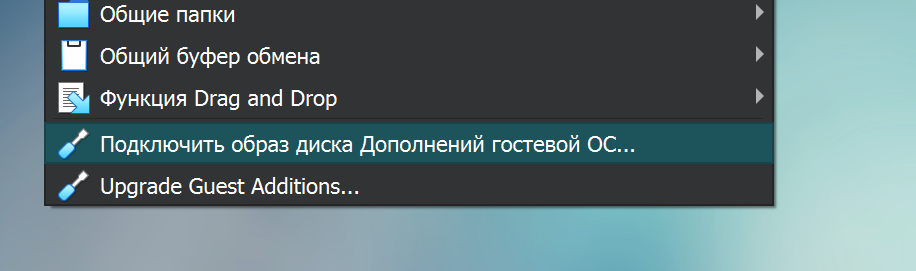 Общие папки
Общий буфер обмена
Функция Drag and Drop
Подключить образ диска Дополнений гостевой ОС...
Upgrade Guest Additions...